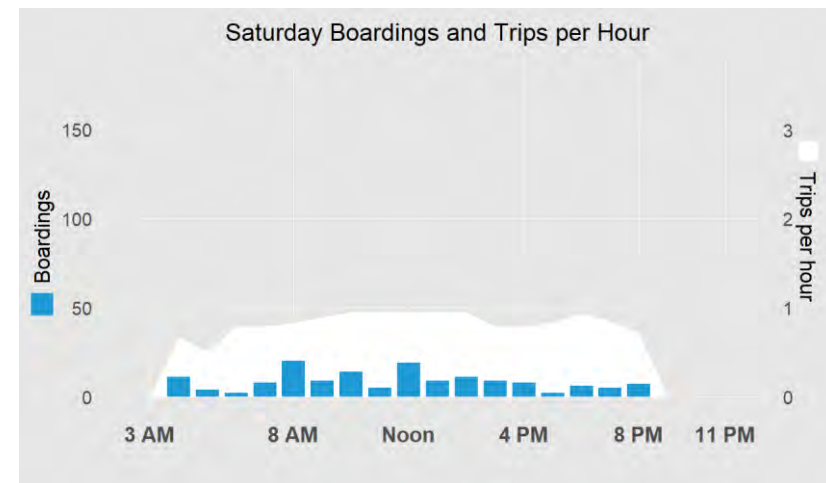 Saturday Boardings and Trips per Hour
150
100
50
0
Boardings
3
2
1
0
Trips per hour
3 AM 8 AM Noon 4 PM 8 PM 11 PM